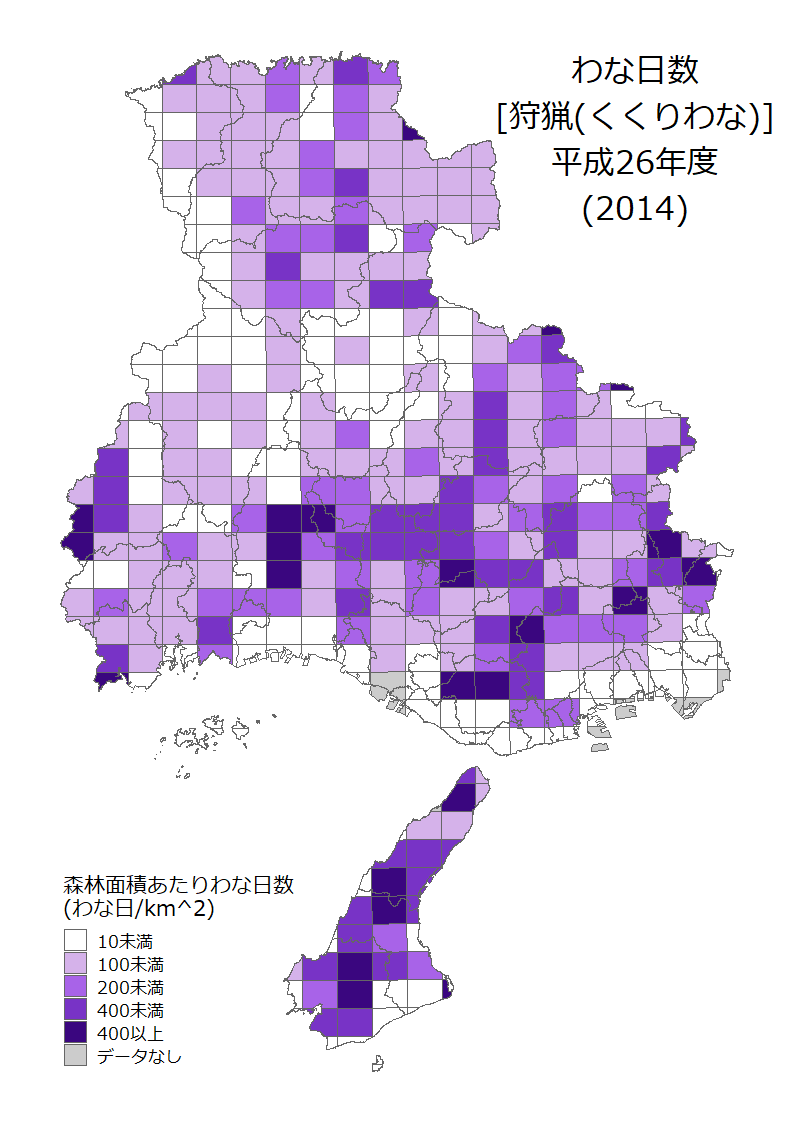 わな日数
[狩猟(くくりわな)]
平成26年度
(2014)
森林面積あたりわな日数
(わな日/km^2)
10未満
100未満
200未満
400未満
400以上
データなし